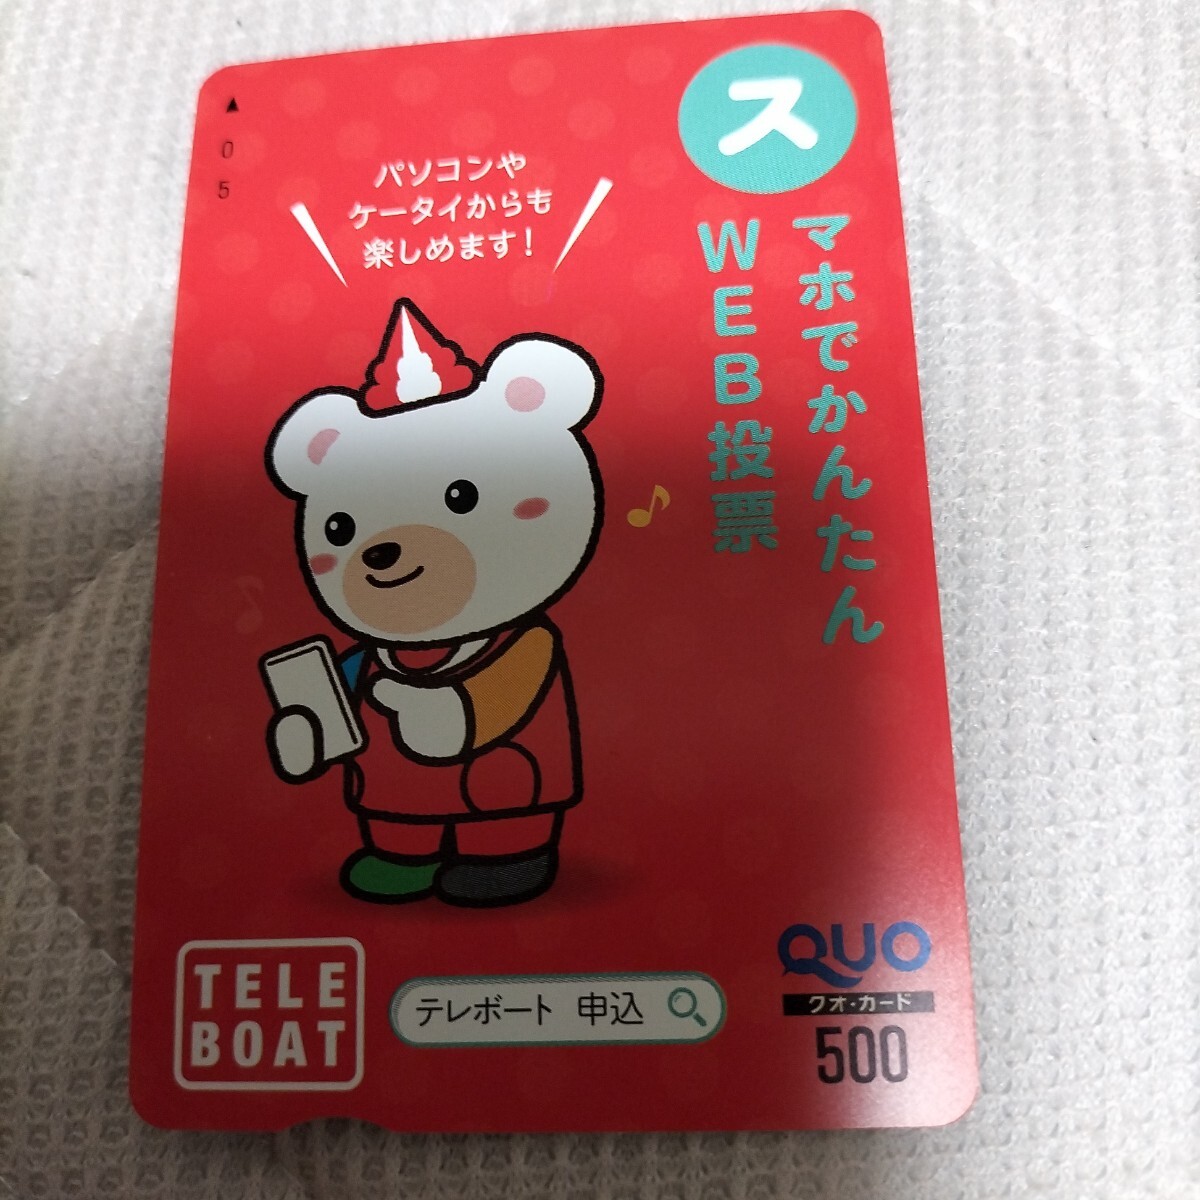 ▲
0
5
パソコンや
ケータイからも
楽しめます!
スマホでかんたん
WEB投票
TELE
BOAT
テレボート 申込
QUO
クオ・カード
500